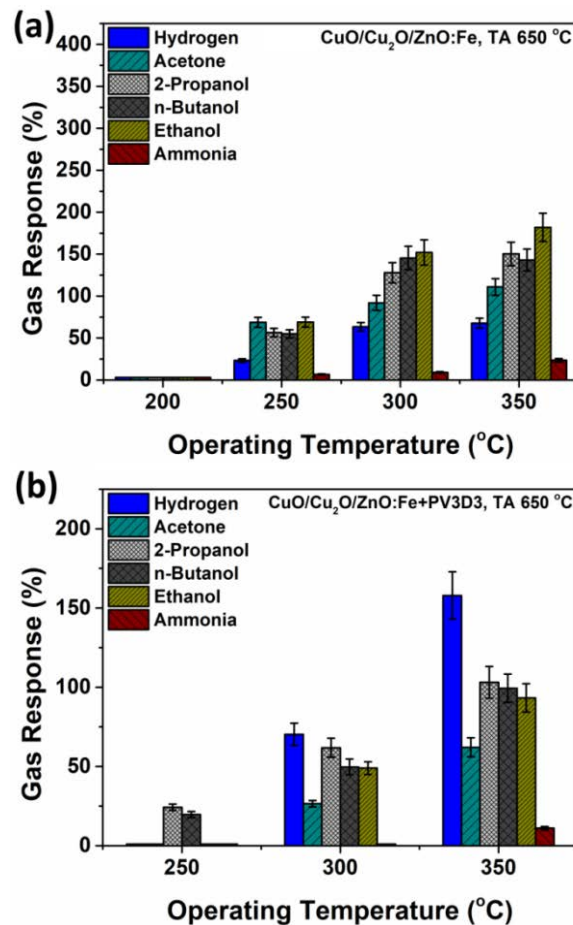 (a)
CuO/Cu₂O/ZnO:Fe, TA 650 °C
Hydrogen
Acetone
2-Propanol
n-Butanol
Ethanol
Ammonia
Gas Response (%)
400
350
300
250
200
150
100
50
0
200 250 300 350
Operating Temperature (°C)
(b)
CuO/Cu₂O/ZnO:Fe+PV3D3, TA 650 °C
Hydrogen
Acetone
2-Propanol
n-Butanol
Ethanol
Ammonia
Gas Response (%)
200
150
100
50
0
250 300 350
Operating Temperature (°C)